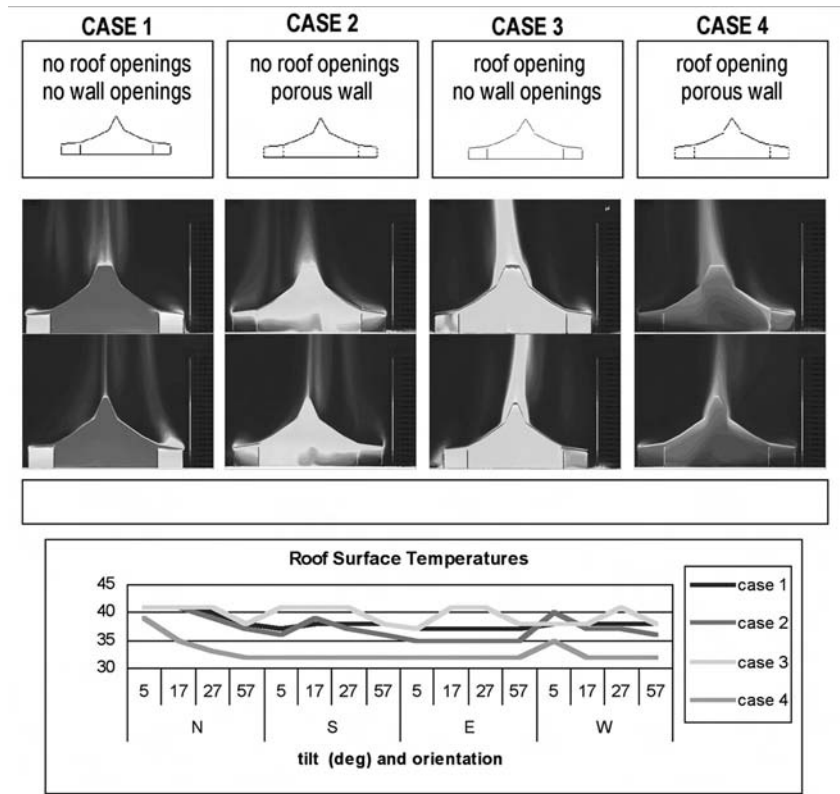 CASE 1
CASE 2
CASE 3
CASE 4
no roof openings
no wall openings
no roof openings
porous wall
roof opening
no wall openings
roof opening
porous wall
Roof Surface Temperatures
45
40
35
30
5 17 27 57 5 17 27 57 5 17 27 57 5 17 27 57
N S E W
tilt (deg) and orientation
case 1
case 2
case 3
case 4